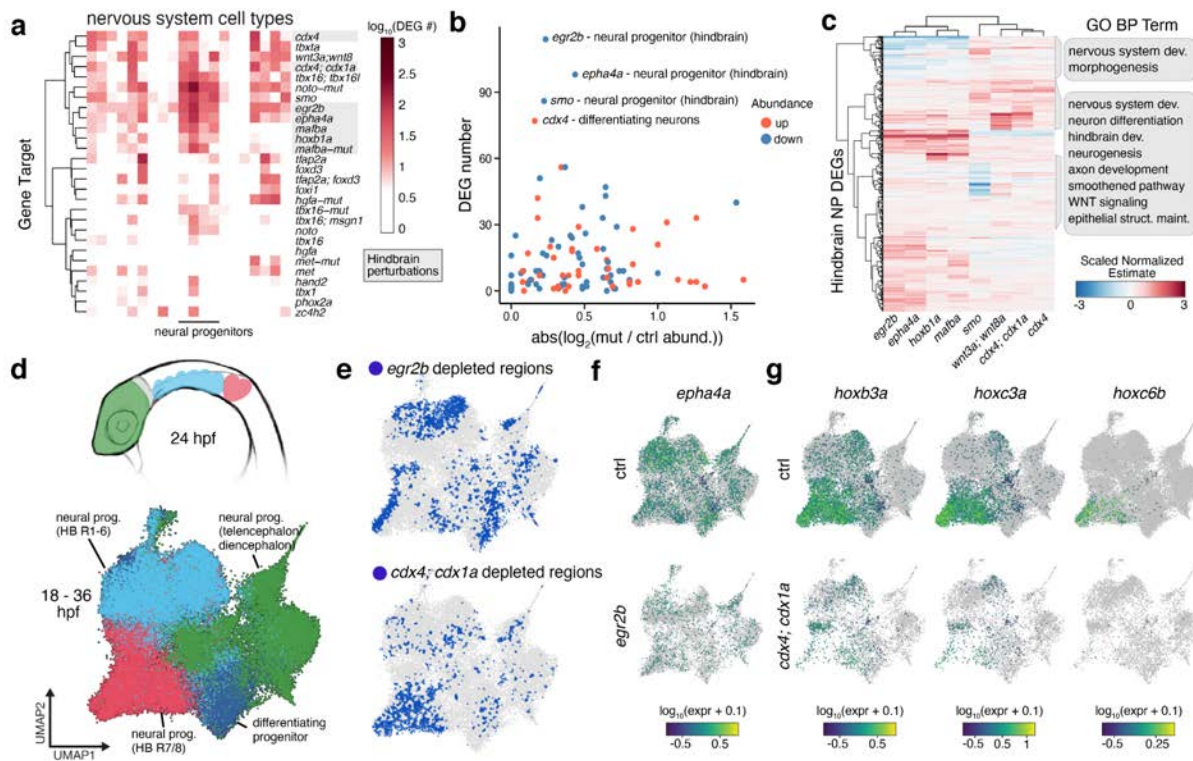 a
nervous system cell types
Gene Target
cdx4
tbxta
wnt3a;wnt8
cdx4; cdx1a
tbx16; tbx16l
noto-mut
smo
egr2b
epha4a
mafba
hoxb1a
mafba-mut
tfap2a
foxd3
tfap2a; foxd3
foxi1
hgfa-mut
tbx16-mut
tbx16; msgn1
noto
tbx16
hgfa
met-mut
met
hand2
tbx1
phox2a
zc4h2
neural progenitors
log10(DEG #)
3
2.5
2
1.5
1
0.5
0
Hindbrain
perturbations
b
DEG number
90
60
30
0
egr2b - neural progenitor (hindbrain)
epha4a - neural progenitor (hindbrain)
smo - neural progenitor (hindbrain)
cdx4 - differentiating neurons
Abundance
up
down
0.0
0.5
1.0
1.5
abs(log2(mut / ctrl abund.))
c
Hindbrain NP DEGs
egr2b
epha4a
hoxb1a
mafba
smo
wnt3a; wnt8a
cdx4; cdx1a
cdx4
GO BP Term
nervous system dev.
morphogenesis
nervous system dev.
neuron differentiation
hindbrain dev.
neurogenesis
axon development
smoothened pathway
WNT signaling
epithelial struct. maint.
Scaled Normalized
Estimate
-3
0
3
d
24 hpf
neural prog.
(HB R1-6)
neural prog.
(telencephalon/
diencephalon)
18 - 36
hpf
neural prog.
(HB R7/8)
differentiating
progenitor
UMAP2
UMAP1
e
egr2b depleted regions
cdx4; cdx1a depleted regions
f
epha4a
ctrl
egr2b
log10(expr + 0.1)
-0.5
0.5
g
hoxb3a
hoxc3a
hoxc6b
ctrl
cdx4; cdx1a
log10(expr + 0.1)
-0.5
0.5
log10(expr + 0.1)
-0.5
0
1
log10(expr + 0.1)
-0.5
0.25